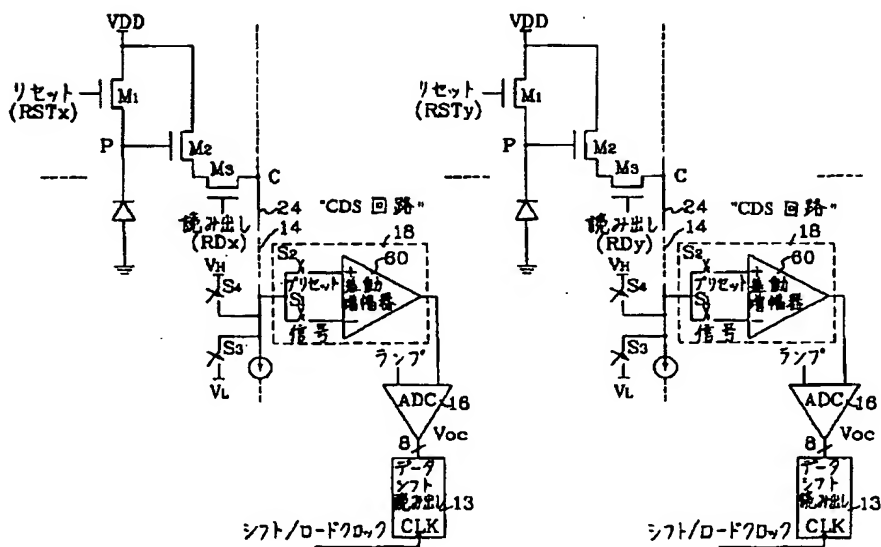 VDD
リセット
(RSTx)
M1
P
M2
M3
C
24
読み出し
(RDx)
14
"CDS 回路"
18
S2
60
VH
S4
プリセット
差動
増幅器
+
S1
信号
−
S3
VL
ランプ
ADC
16
8
Voc
データ
シフト
読み出し
13
CLK
シフト/ロードクロック
VDD
リセット
(RSTy)
M1
P
M2
M3
C
24
読み出し
(RDy)
14
"CDS 回路"
18
S2
60
VH
S4
プリセット
差動
増幅器
+
S
信号
−
S3
VL
ランプ
ADC
16
8
Voc
データ
シフト
読み出し
13
CLK
シフト/ロードクロック